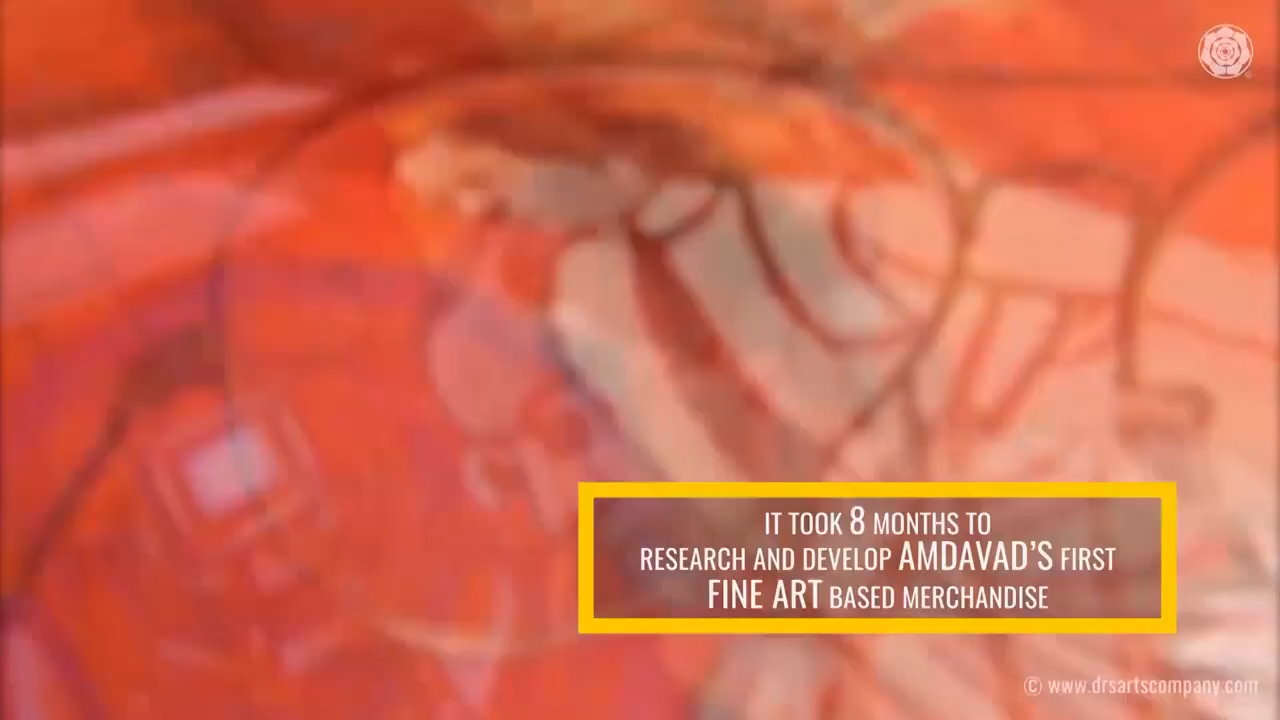 IT TOOK 8 MONTHS TO
RESEARCH AND DEVELOP AMDAVAD’S FIRST
FINE ART BASED MERCHANDISE
© www.drsartscompany.com